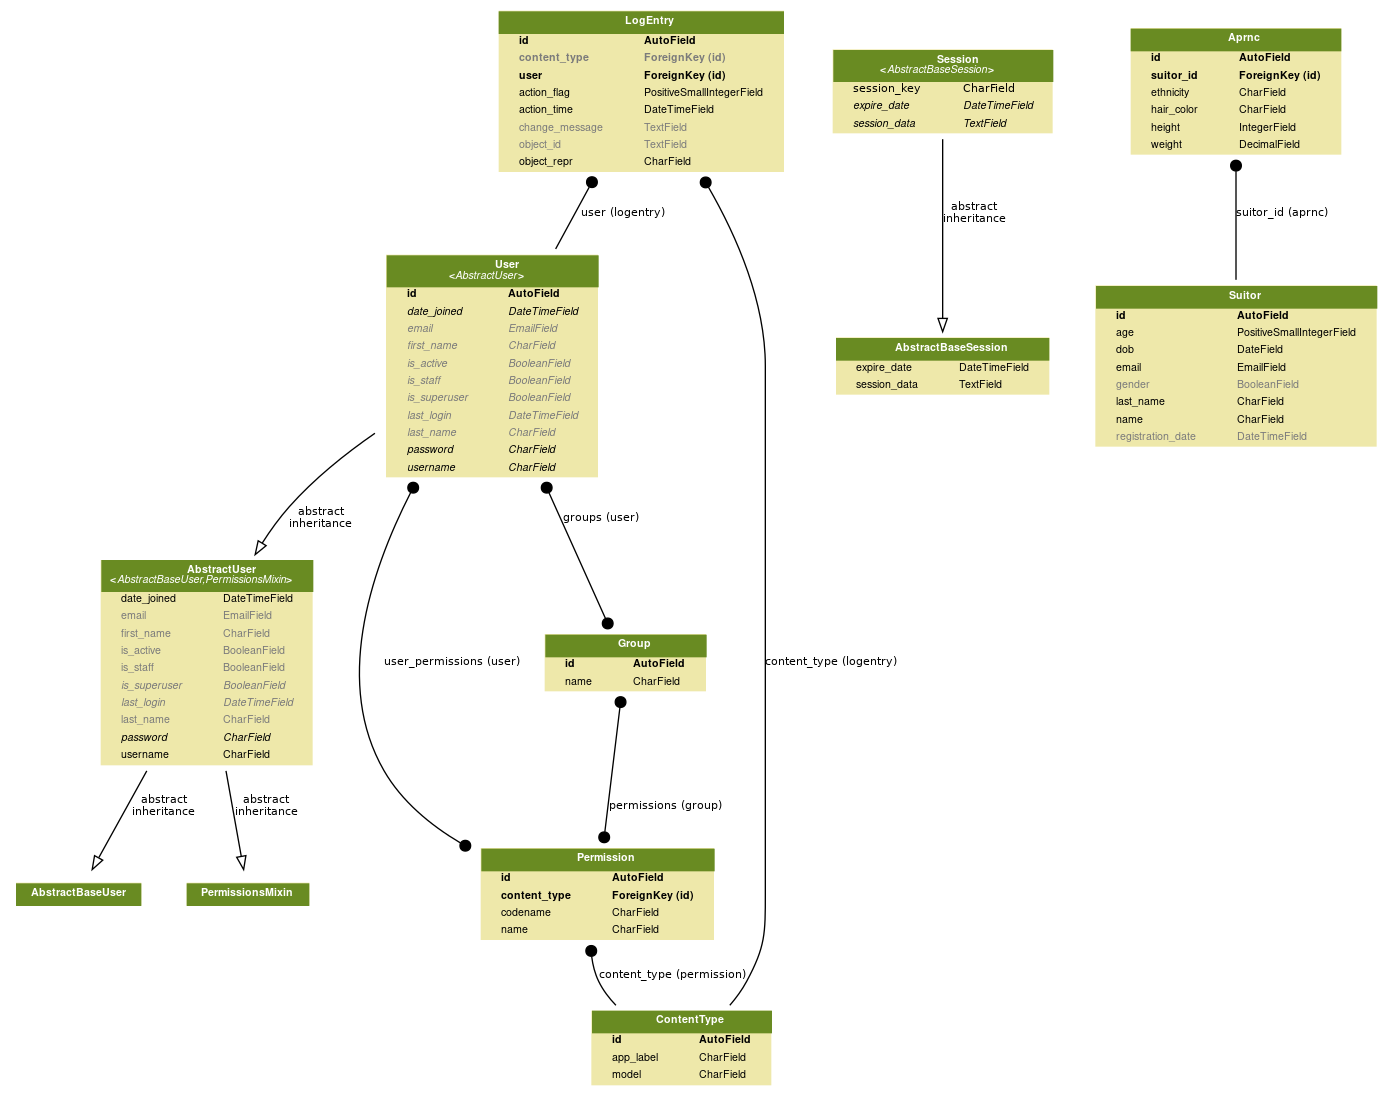 LogEntry
id AutoField
content_type ForeignKey (id)
user ForeignKey (id)
action_flag PositiveSmallIntegerField
action_time DateTimeField
change_message TextField
object_id TextField
object_repr CharField
Session
<AbstractBaseSession>
session_key CharField
expire_date DateTimeField
session_data TextField
Aprnc
id AutoField
suitor_id ForeignKey (id)
ethnicity CharField
hair_color CharField
height IntegerField
weight DecimalField
user (logentry)
abstract
inheritance
suitor_id (aprnc)
User
<AbstractUser>
id AutoField
date_joined DateTimeField
email EmailField
first_name CharField
is_active BooleanField
is_staff BooleanField
is_superuser BooleanField
last_login DateTimeField
last_name CharField
password CharField
username CharField
AbstractBaseSession
expire_date DateTimeField
session_data TextField
Suitor
id AutoField
age PositiveSmallIntegerField
dob DateField
email EmailField
gender BooleanField
last_name CharField
name CharField
registration_date DateTimeField
abstract
inheritance
groups (user)
AbstractUser
<AbstractBaseUser,PermissionsMixin>
date_joined DateTimeField
email EmailField
first_name CharField
is_active BooleanField
is_staff BooleanField
is_superuser BooleanField
last_login DateTimeField
last_name CharField
password CharField
username CharField
user_permissions (user)
Group
id AutoField
name CharField
content_type (logentry)
abstract
inheritance
abstract
inheritance
permissions (group)
AbstractBaseUser
PermissionsMixin
Permission
id AutoField
content_type ForeignKey (id)
codename CharField
name CharField
content_type (permission)
ContentType
id AutoField
app_label CharField
model CharField